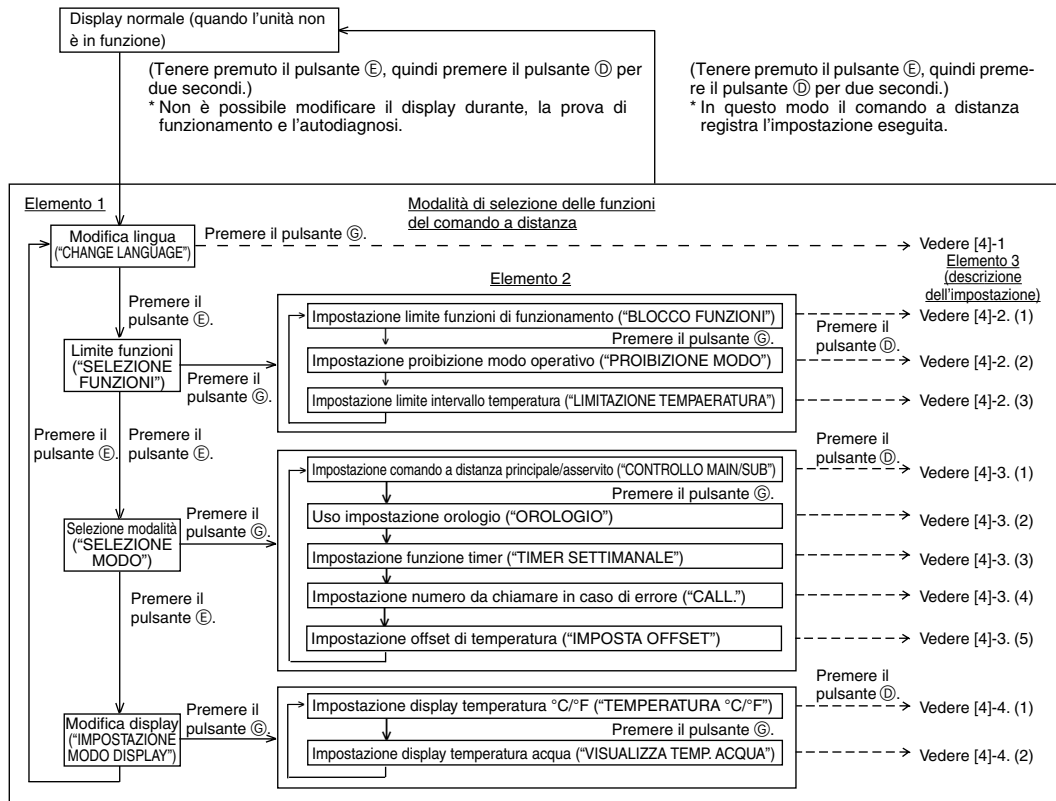 Display normale (quando l'unità non
è in funzione)
(Tenere premuto il pulsante Ⓔ, quindi premere il pulsante Ⓓ per
due secondi.)
* Non è possibile modificare il display durante, la prova di
funzionamento e l'autodiagnosi.
(Tenere premuto il pulsante Ⓔ, quindi preme-
re il pulsante Ⓓ per due secondi.)
* In questo modo il comando a distanza
registra l'impostazione eseguita.
Elemento 1
Modalità di selezione delle funzioni
del comando a distanza
Modifica lingua
("CHANGE LANGUAGE")
Premere il pulsante Ⓖ.
Vedere [4]-1
Elemento 2
Elemento 3
(descrizione
dell'impostazione)
Premere il
pulsante Ⓔ.
Impostazione limite funzioni di funzionamento ("BLOCCO FUNZIONI")
Vedere [4]-2. (1)
Premere il pulsante Ⓖ.
Premere il
pulsante Ⓓ.
Limite funzioni
("SELEZIONE
FUNZIONI")
Premere il
pulsante Ⓖ.
Impostazione proibizione modo operativo ("PROIBIZIONE MODO")
Vedere [4]-2. (2)
Impostazione limite intervallo temperatura ("LIMITAZIONE TEMPAERATURA")
Vedere [4]-2. (3)
Premere il
pulsante Ⓔ.
Premere il
pulsante Ⓔ.
Premere il
pulsante Ⓓ.
Impostazione comando a distanza principale/asservito ("CONTROLLO MAIN/SUB")
Vedere [4]-3. (1)
Premere il pulsante Ⓖ.
Selezione modalità
("SELEZIONE
MODO")
Premere il
pulsante Ⓖ.
Uso impostazione orologio ("OROLOGIO")
Vedere [4]-3. (2)
Impostazione funzione timer ("TIMER SETTIMANALE")
Vedere [4]-3. (3)
Premere il
pulsante Ⓔ.
Impostazione numero da chiamare in caso di errore ("CALL.")
Vedere [4]-3. (4)
Impostazione offset di temperatura ("IMPOSTA OFFSET")
Vedere [4]-3. (5)
Premere il
pulsante Ⓓ.
Modifica display
("IMPOSTAZIONE
MODO DISPLAY")
Premere il
pulsante Ⓖ.
Impostazione display temperatura °C/°F ("TEMPERATURA °C/°F")
Vedere [4]-4. (1)
Premere il pulsante Ⓖ.
Impostazione display temperatura acqua ("VISUALIZZA TEMP. ACQUA")
Vedere [4]-4. (2)